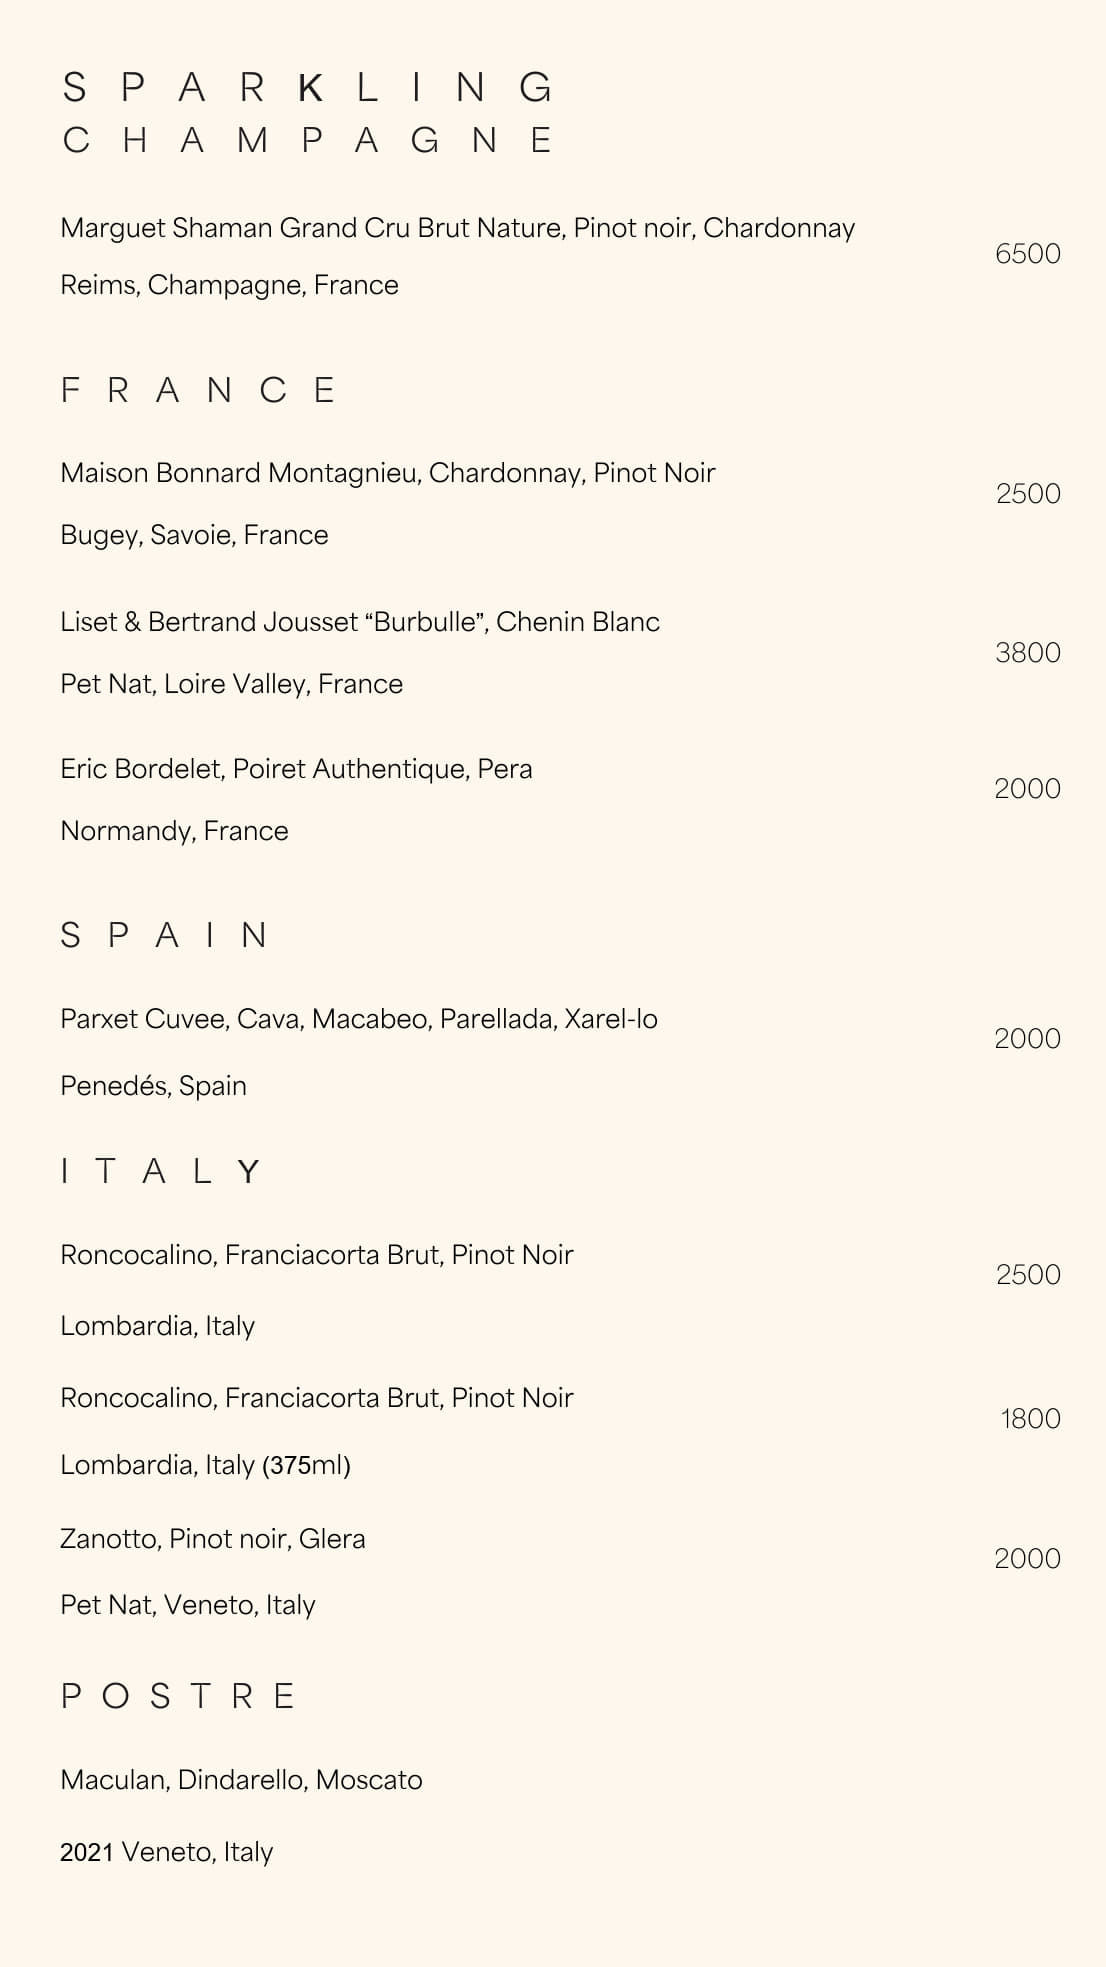 SPARKLING
CHAMPAGNE
Marguet Shaman Grand Cru Brut Nature, Pinot noir, Chardonnay
6500
Reims, Champagne, France
FRANCE
Maison Bonnard Montagnieu, Chardonnay, Pinot Noir
2500
Bugey, Savoie, France
Liset & Bertrand Jousset “Burbulle”, Chenin Blanc
3800
Pet Nat, Loire Valley, France
Eric Bordelet, Poiret Authentique, Pera
2000
Normandy, France
SPAIN
Parxet Cuvee, Cava, Macabeo, Parellada, Xarel-lo
2000
Penedés, Spain
ITALY
Roncocalino, Franciacorta Brut, Pinot Noir
2500
Lombardia, Italy
Roncocalino, Franciacorta Brut, Pinot Noir
1800
Lombardia, Italy (375ml)
Zanotto, Pinot noir, Glera
2000
Pet Nat, Veneto, Italy
POSTRE
Maculan, Dindarello, Moscato
2021 Veneto, Italy